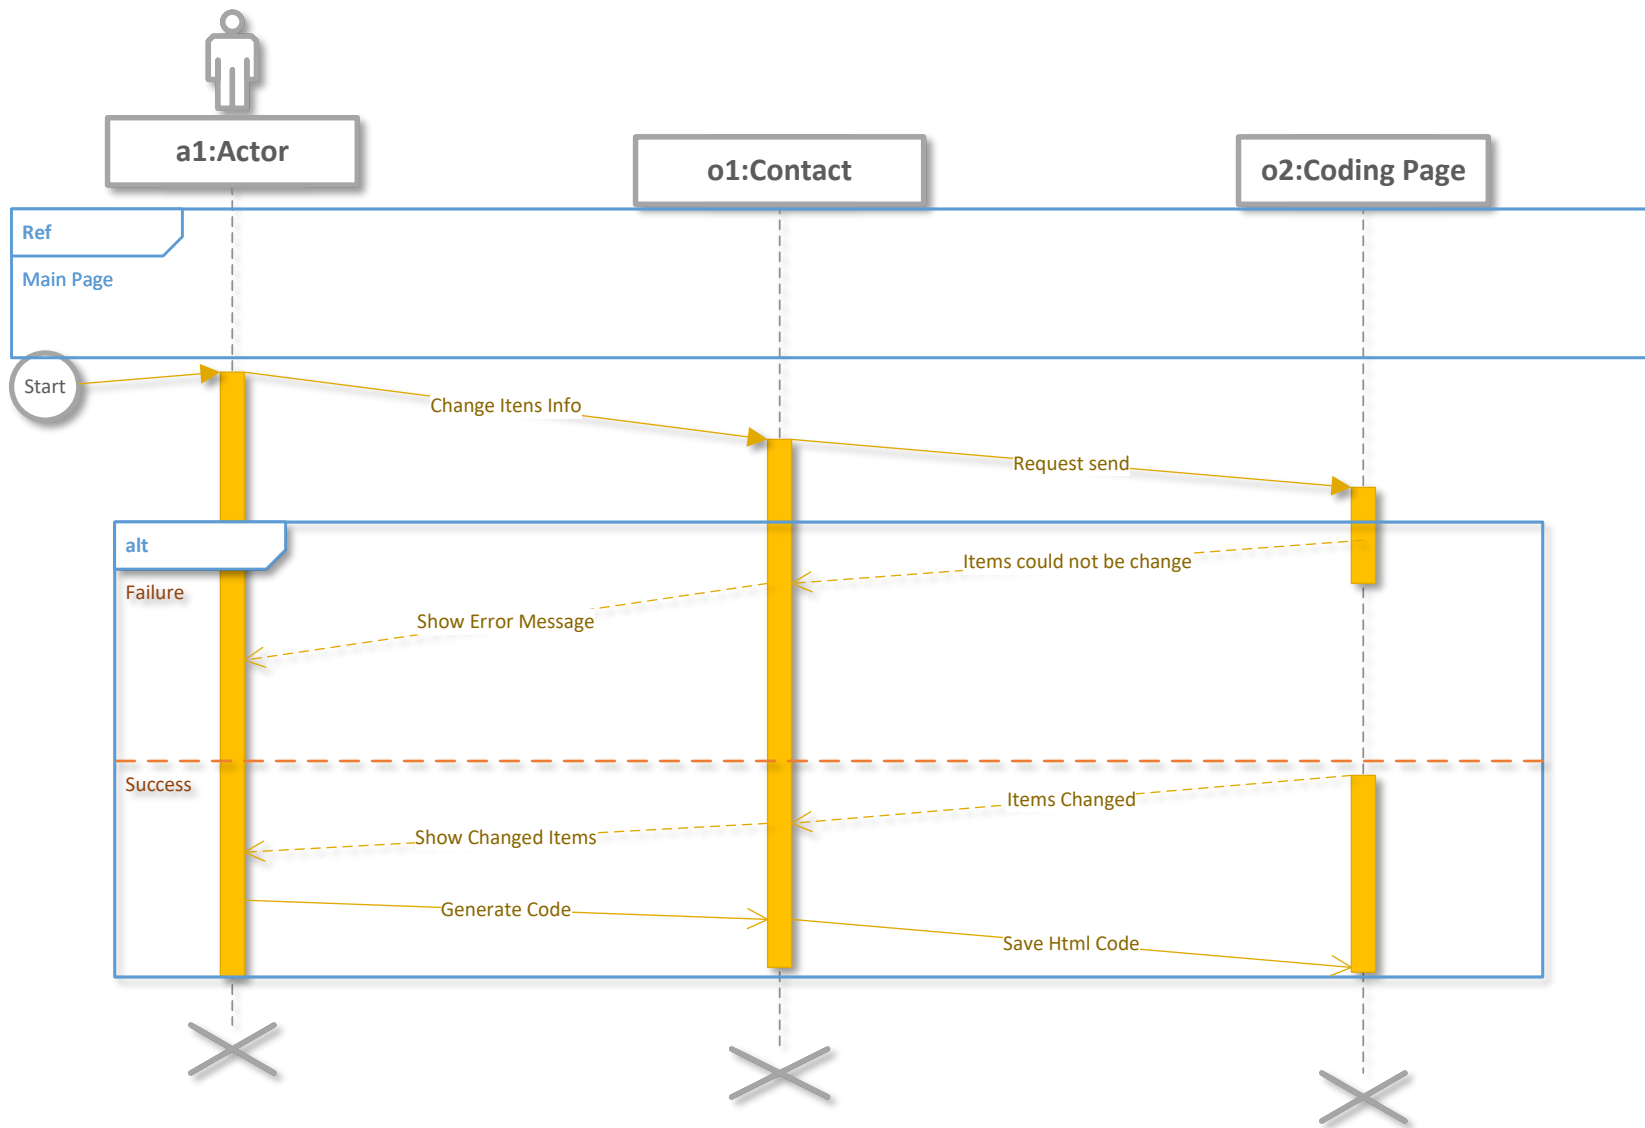 a1:Actor
o1:Contact
o2:Coding Page
Ref
Main Page
Start
Change Itens Info
Request send
alt
Items could not be change
Failure
Show Error Message
Success
Items Changed
Show Changed Items
Generate Code
Save Html Code